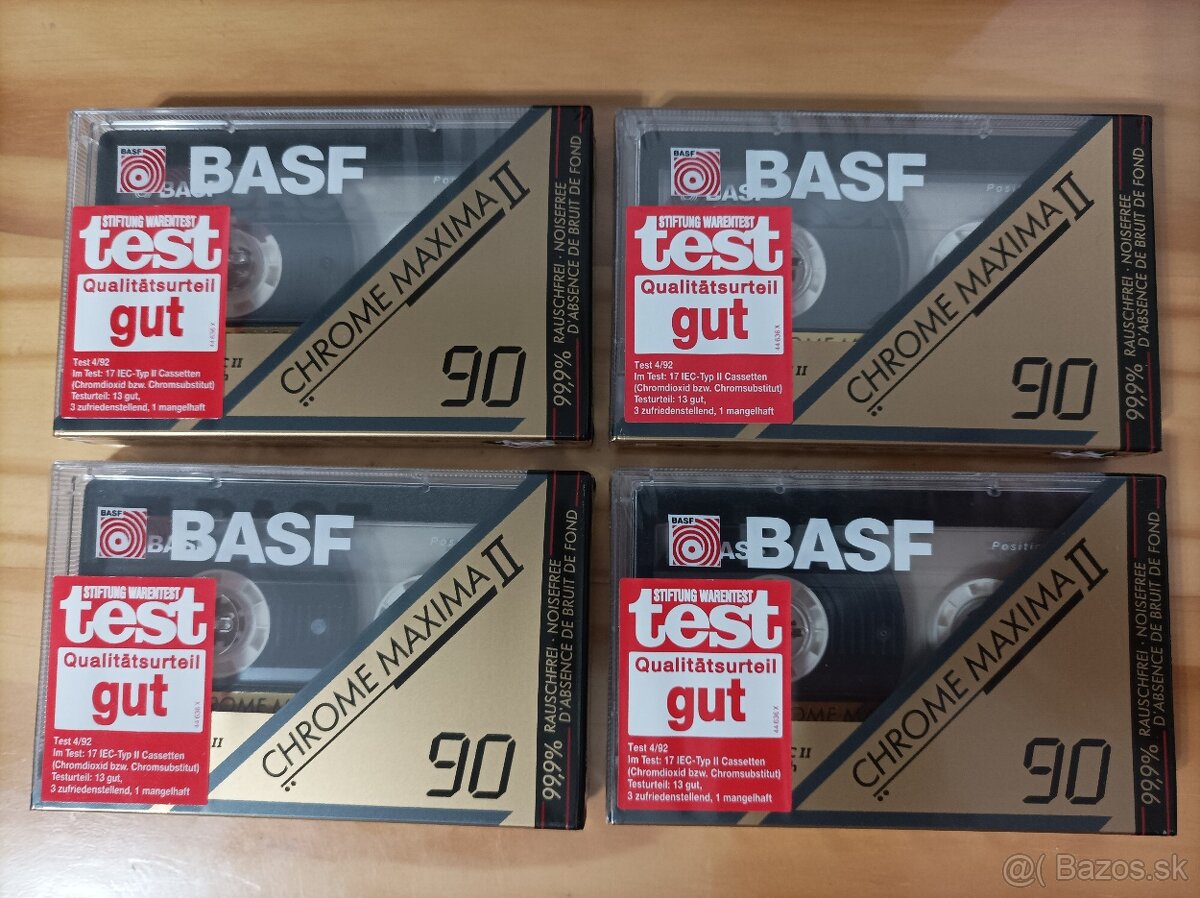 BASF
BASF
CHROME MAXIMA II
90
99,9% RAUSCHFREI · NOISEFREE
D'ABSENCE DE BRUIT DE FOND
STIFTUNG WARENTEST
test
Qualitätsurteil
gut
44 636 X
Test 4/92
Im Test: 17 IEC-Typ II Cassetten
(Chromdioxid bzw. Chromsubstitut)
Testurteil: 13 gut,
3 zufriedenstellend, 1 mangelhaft
BASF
BASF
CHROME MAXIMA II
90
99,9% RAUSCHFREI · NOISEFREE
D'ABSENCE DE BRUIT DE FOND
STIFTUNG WARENTEST
test
Qualitätsurteil
gut
44 636 X
Test 4/92
Im Test: 17 IEC-Typ II Cassetten
(Chromdioxid bzw. Chromsubstitut)
Testurteil: 13 gut,
3 zufriedenstellend, 1 mangelhaft
BASF
BASF
CHROME MAXIMA II
90
99,9% RAUSCHFREI · NOISEFREE
D'ABSENCE DE BRUIT DE FOND
STIFTUNG WARENTEST
test
Qualitätsurteil
gut
44 636 X
Test 4/92
Im Test: 17 IEC-Typ II Cassetten
(Chromdioxid bzw. Chromsubstitut)
Testurteil: 13 gut,
3 zufriedenstellend, 1 mangelhaft
BASF
BASF
CHROME MAXIMA II
90
99,9% RAUSCHFREI · NOISEFREE
D'ABSENCE DE BRUIT DE FOND
STIFTUNG WARENTEST
test
Qualitätsurteil
gut
44 636 X
Test 4/92
Im Test: 17 IEC-Typ II Cassetten
(Chromdioxid bzw. Chromsubstitut)
Testurteil: 13 gut,
3 zufriedenstellend, 1 mangelhaft
@( Bazos.sk